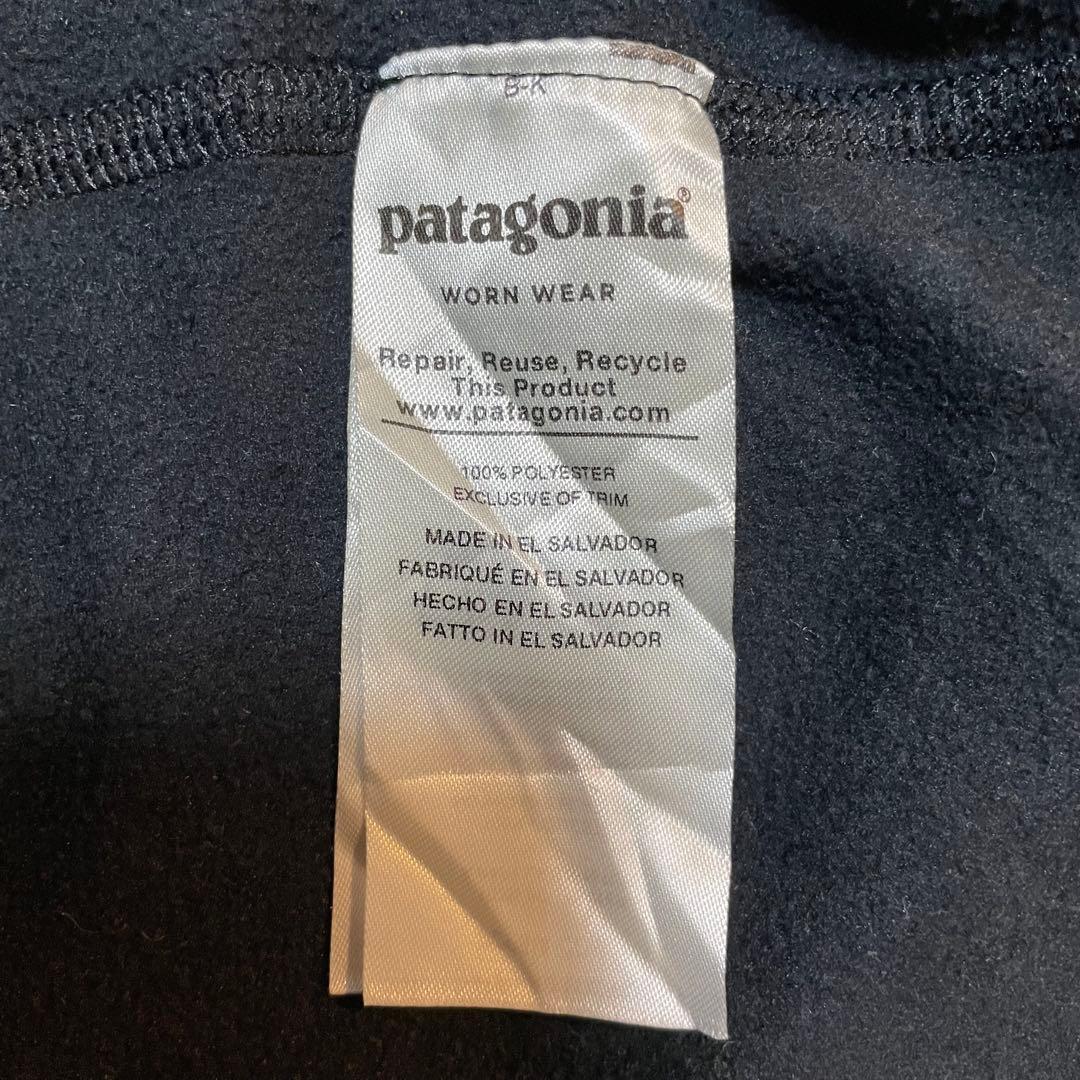 patagonia®
WORN WEAR
Repair, Reuse, Recycle
This Product
www.patagonia.com
100% POLYESTER
EXCLUSIVE OF TRIM
MADE IN EL SALVADOR
FABRIQUÉ EN EL SALVADOR
HECHO EN EL SALVADOR
FATTO IN EL SALVADOR